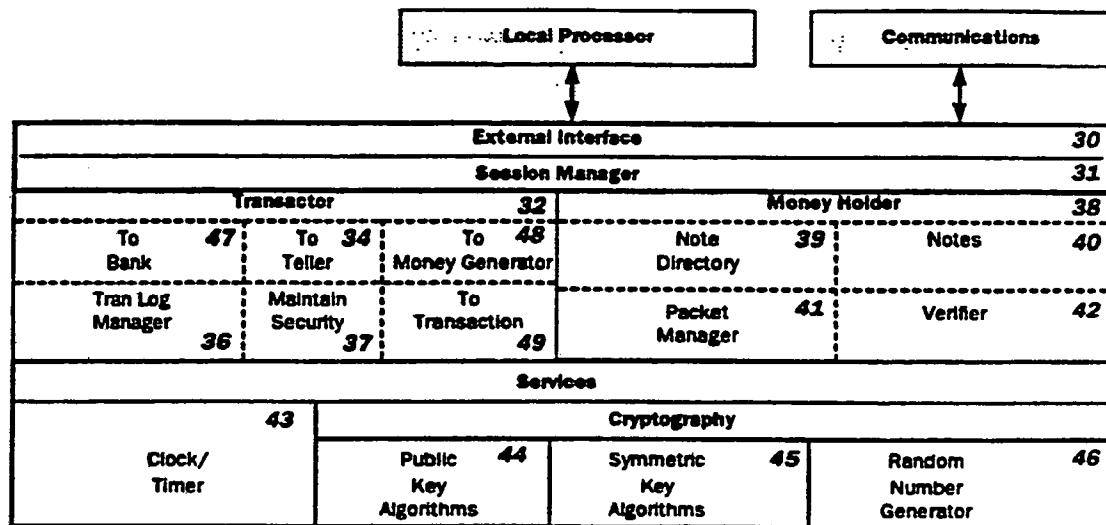 Local Processor
Communications
External Interface 30
Session Manager 31
Transactor 32
Money Holder 38
To Bank 47
To Teller 34
To Money Generator 48
Note Directory 39
Notes 40
Tran Log Manager 36
Maintain Security 37
To Transaction 49
Packet Manager 41
Verifier 42
Services
43
Cryptography
Clock/
Timer
Public 44
Key
Algorithms
Symmetric 45
Key
Algorithms
Random 46
Number
Generator